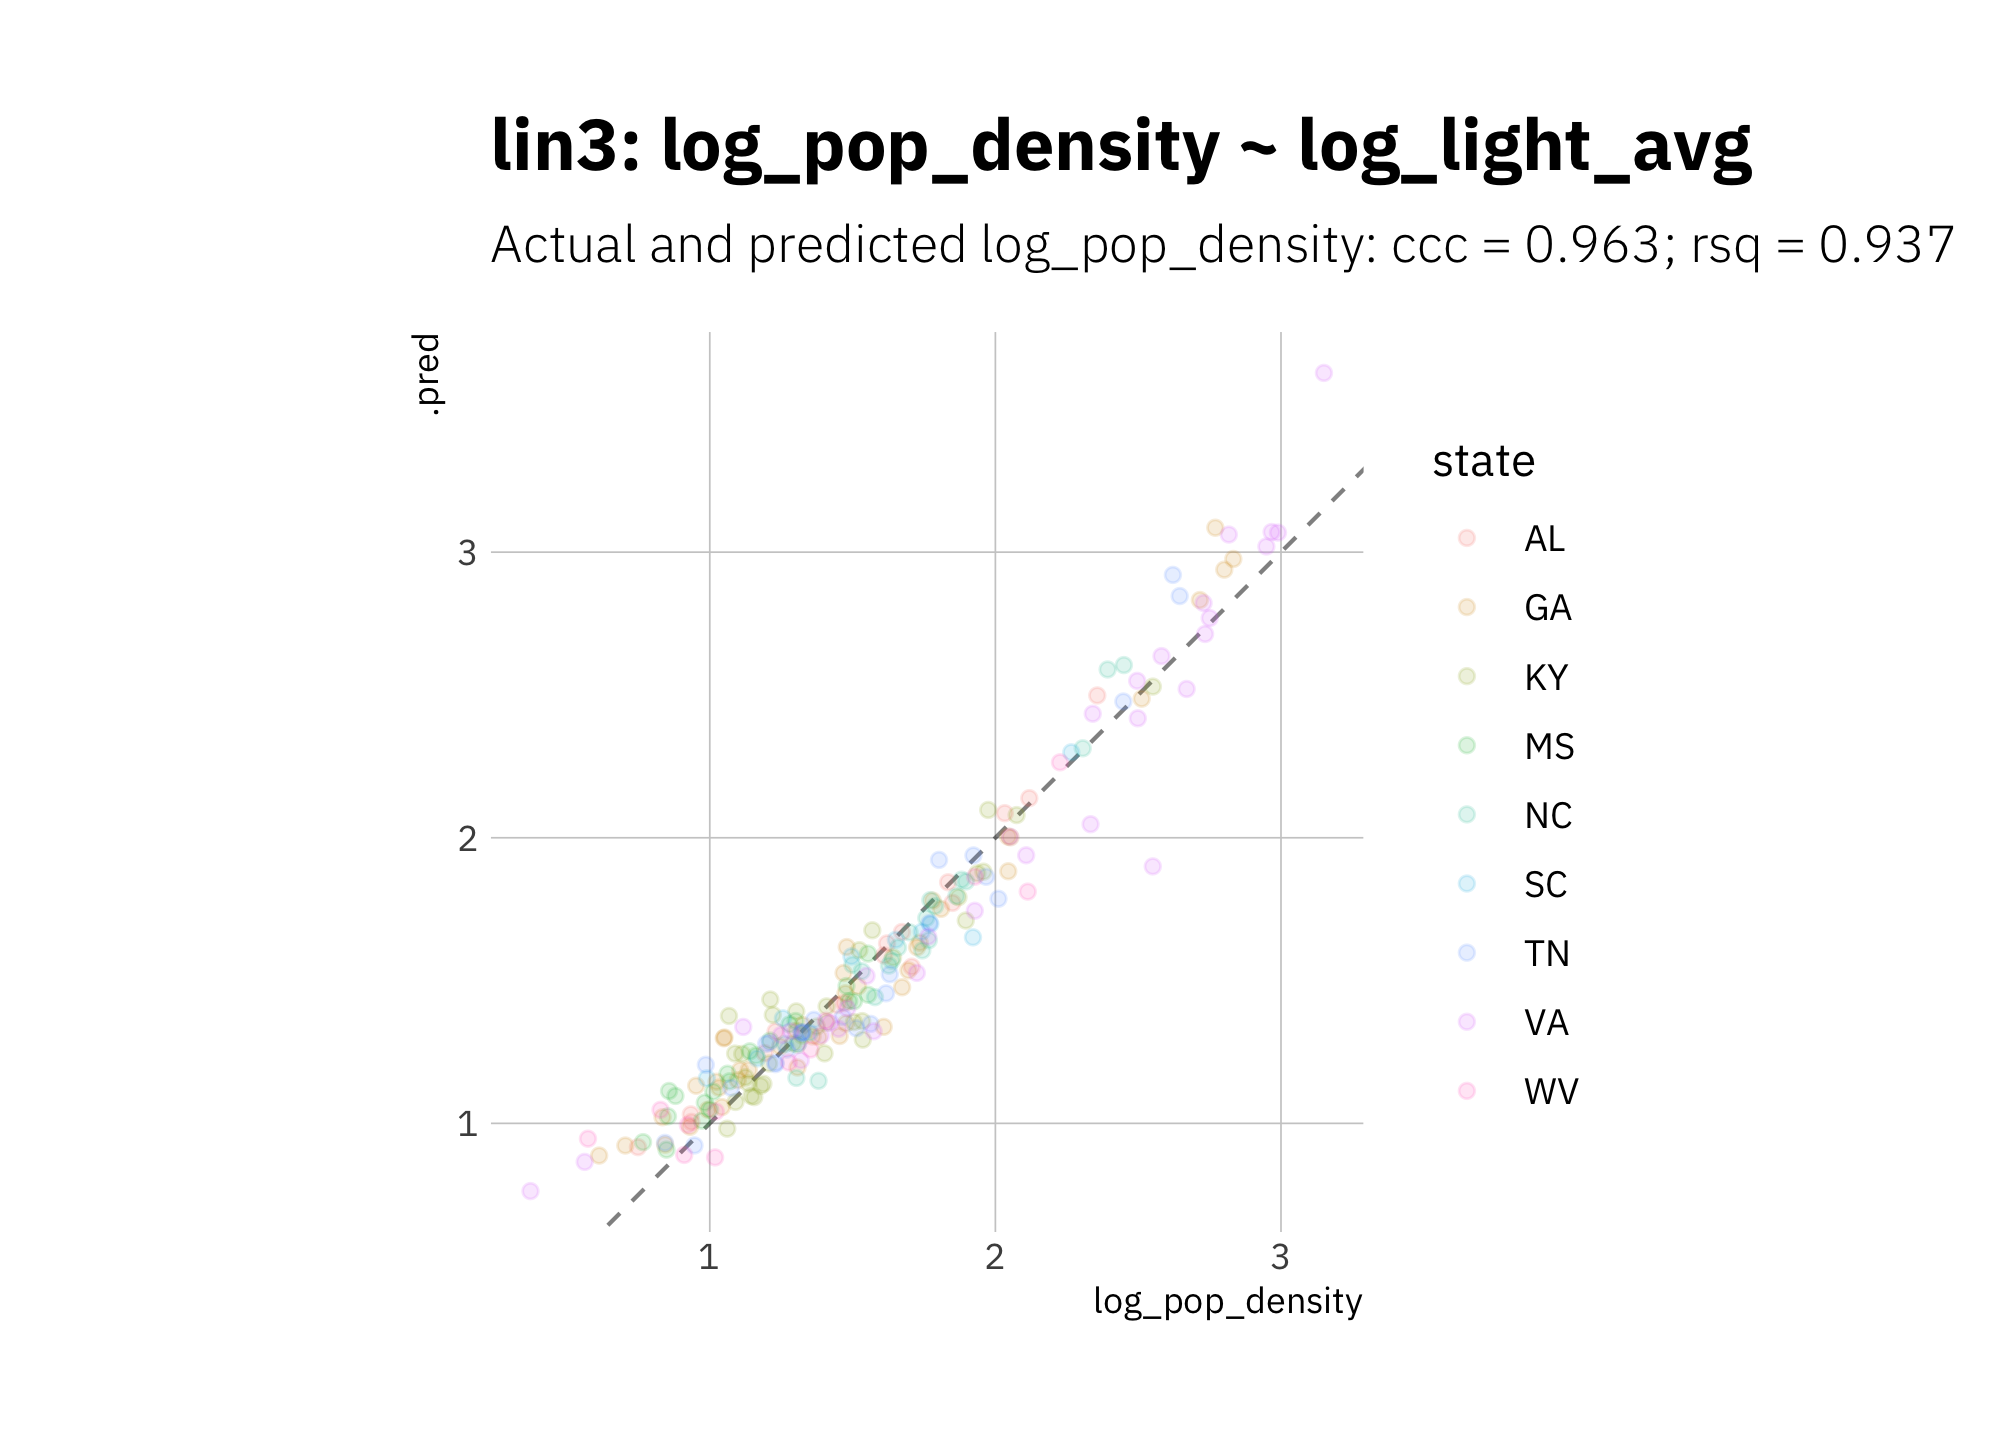 lin3: log_pop_density ~ log_light_avg
Actual and predicted log_pop_density: ccc = 0.963; rsq = 0.937
.pred
3
2
1
1 2 3
log_pop_density
state
AL
GA
KY
MS
NC
SC
TN
VA
WV